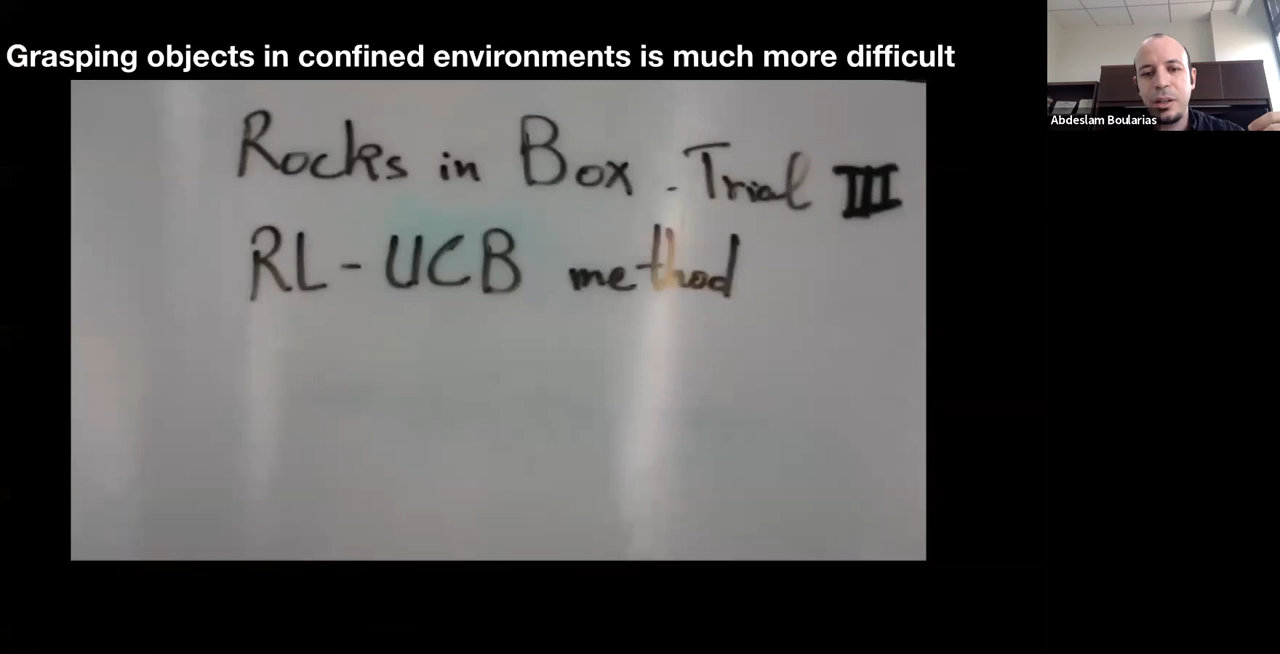 Grasping objects in confined environments is much more difficult
Abdeslam Boularias
Rocks in Box - Trial III
RL-UCB method